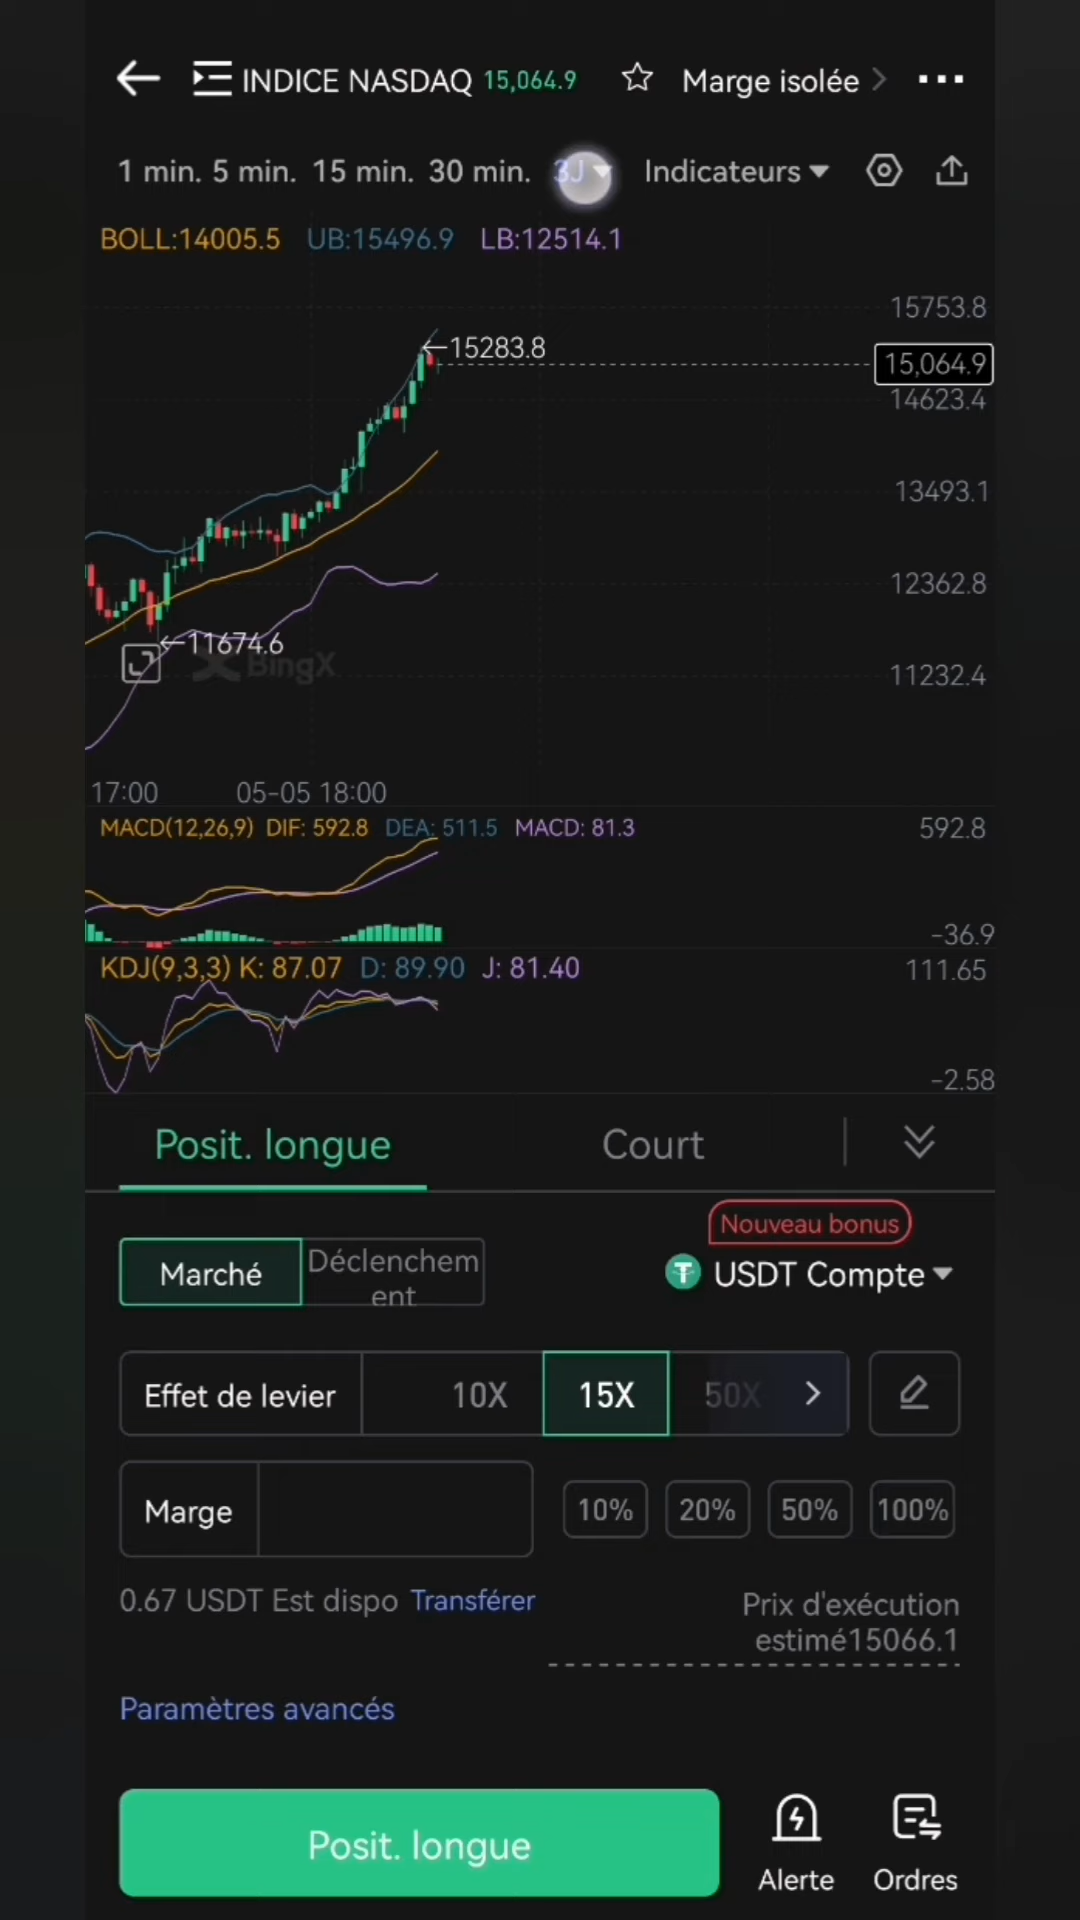 INDICE NASDAQ 15,064.9 Marge isolée
1 min. 5 min. 15 min. 30 min. 3J Indicateurs
BOLL:14005.5 UB:15496.9 LB:12514.1
15753.8
15283.8
15,064.9
14623.4
13493.1
12362.8
11674.6
BingX
11232.4
17:00 05-05 18:00
MACD(12,26,9) DIF: 592.8 DEA: 511.5 MACD: 81.3 592.8
-36.9
KDJ(9,3,3) K: 87.07 D: 89.90 J: 81.40 111.65
-2.58
Posit. longue Court
Nouveau bonus
Marché Déclenchem
ent
USDT Compte
Effet de levier 10X 15X 50X
Marge 10% 20% 50% 100%
0.67 USDT Est dispo Transférer
Prix d'exécution
estimé15066.1
Paramètres avancés
Posit. longue
Alerte Ordres